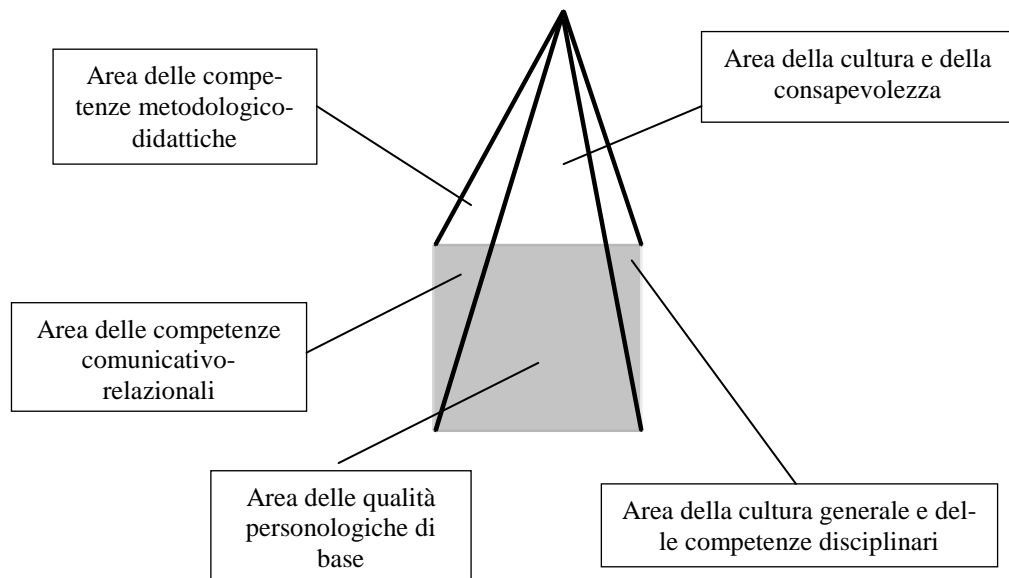 Area delle compe-
tenze metodologico-
didattiche
Area della cultura e della
consapevolezza
Area delle competenze
comunicativo-
relazionali
Area delle qualità
personologiche di
base
Area della cultura generale e del-
le competenze disciplinari